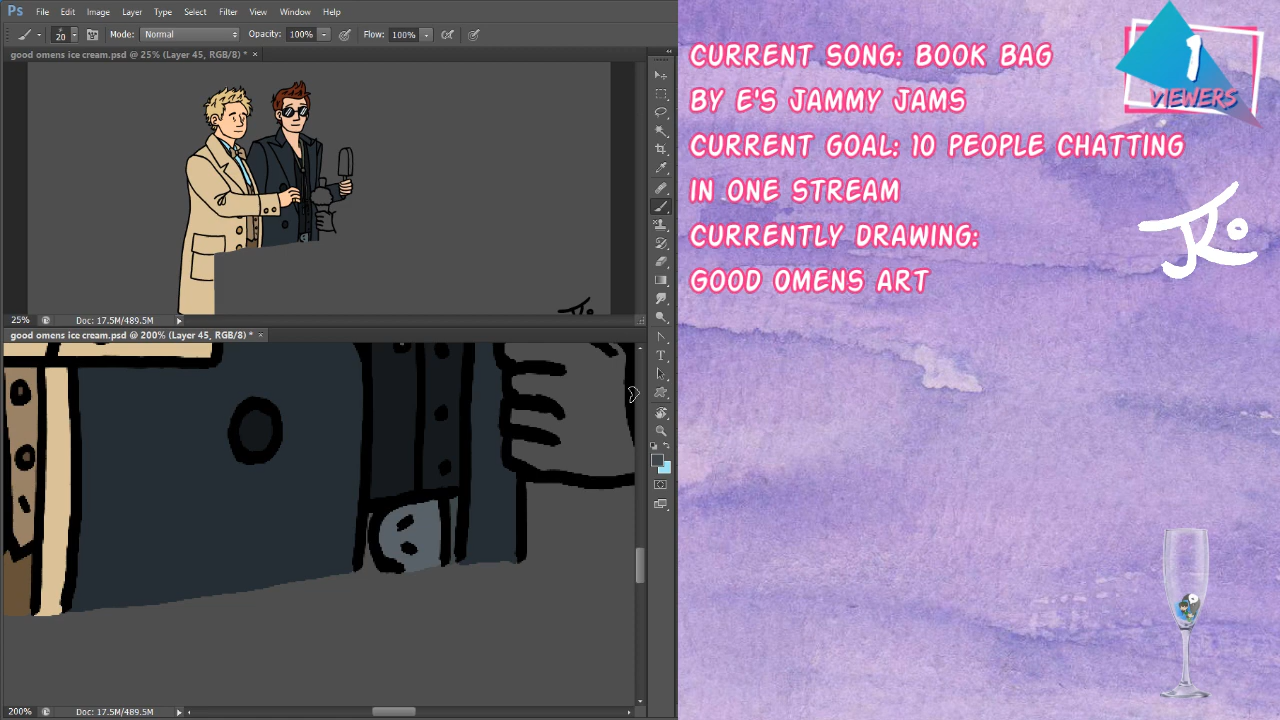 Ps File Edit Image Layer Type Select Filter View Window Help
20 Mode: Normal Opacity: 100% Flow: 100%
good omens ice cream.psd @ 25% (Layer 45, RGB/8) * ×
25% Doc: 17.5M/489.5M
good omens ice cream.psd @ 200% (Layer 45, RGB/8) * ×
200% Doc: 17.5M/489.5M
CURRENT SONG: BOOK BAG
BY E'S JAMMY JAMS
CURRENT GOAL: 10 PEOPLE CHATTING
IN ONE STREAM
CURRENTLY DRAWING:
GOOD OMENS ART
1
VIEWERS
JKo